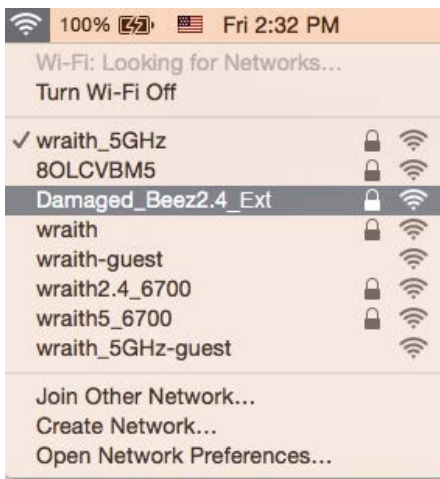 100% Fri 2:32 PM
Wi-Fi: Looking for Networks...
Turn Wi-Fi Off
wraith_5GHz
8OLCVBM5
Damaged_Beez2.4_Ext
wraith
wraith-guest
wraith2.4_6700
wraith5_6700
wraith_5GHz-guest
Join Other Network...
Create Network...
Open Network Preferences...